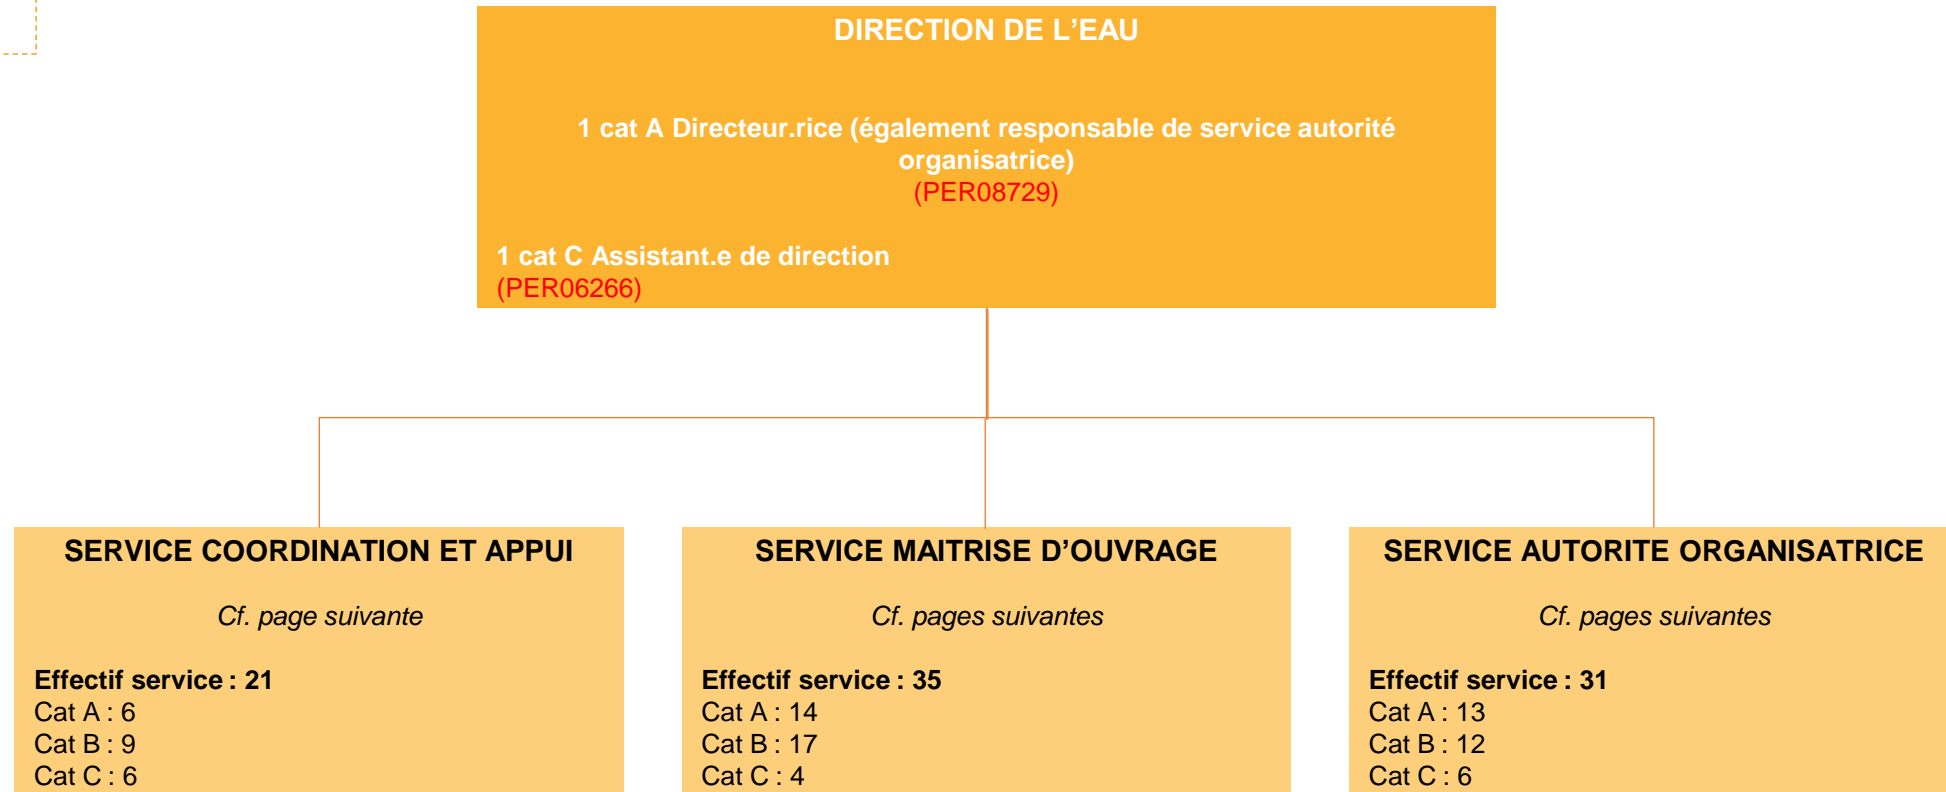 DIRECTION DE L’EAU
1 cat A Directeur.rice (également responsable de service autorité
organisatrice)
(PER08729)
1 cat C Assistant.e de direction
(PER06266)
SERVICE COORDINATION ET APPUI
Cf. page suivante
Effectif service : 21
Cat A : 6
Cat B : 9
Cat C : 6
SERVICE MAITRISE D’OUVRAGE
Cf. pages suivantes
Effectif service : 35
Cat A : 14
Cat B : 17
Cat C : 4
SERVICE AUTORITE ORGANISATRICE
Cf. pages suivantes
Effectif service : 31
Cat A : 13
Cat B : 12
Cat C : 6